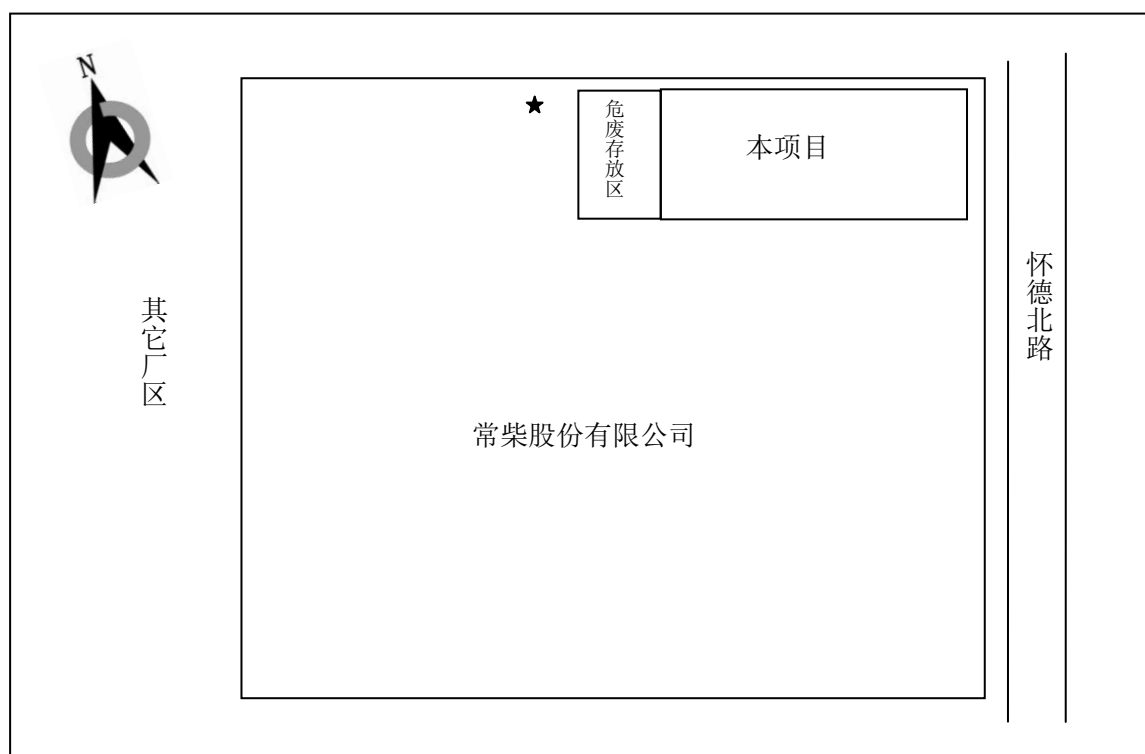 N
危废存放区
本项目
怀德北路
其它厂区
常柴股份有限公司